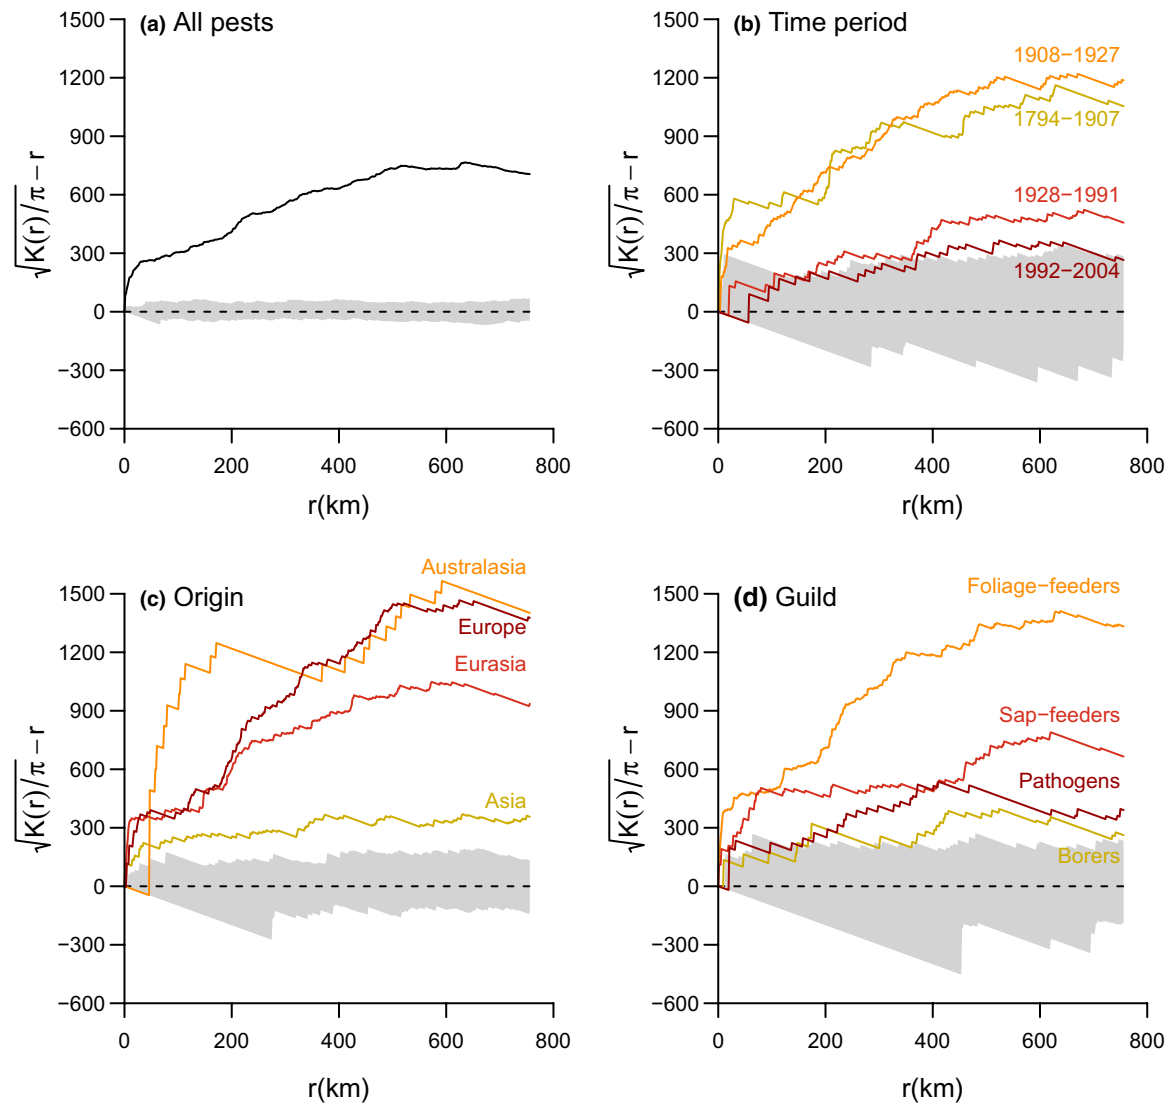 (a) All pests
1500
1200
900
600
300
0
−300
−600
√K(r)/π − r
0 200 400 600 800
r(km)
(b) Time period
1500
1200
900
600
300
0
−300
−600
√K(r)/π − r
1908−1927
1794−1907
1928−1991
1992−2004
0 200 400 600 800
r(km)
(c) Origin
1500
1200
900
600
300
0
−300
−600
√K(r)/π − r
Australasia
Europe
Eurasia
Asia
0 200 400 600 800
r(km)
(d) Guild
1500
1200
900
600
300
0
−300
−600
√K(r)/π − r
Foliage−feeders
Sap−feeders
Pathogens
Borers
0 200 400 600 800
r(km)